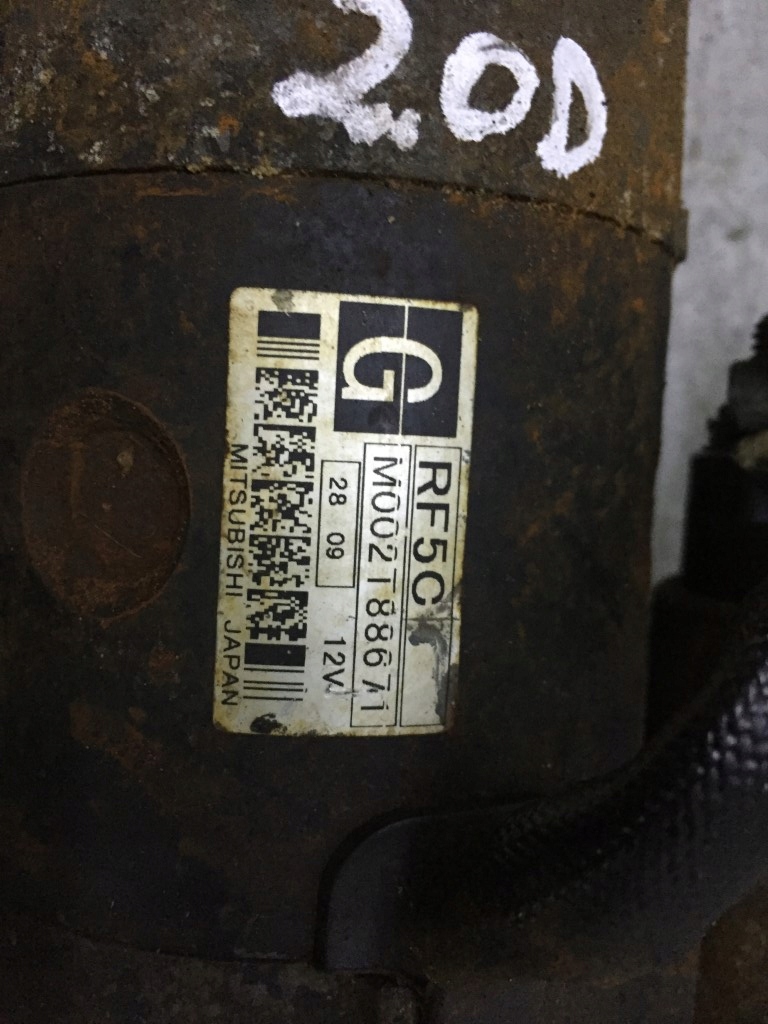 2.0D
G
RF5C
M002T88671
28 09
12V
MITSUBISHI JAPAN